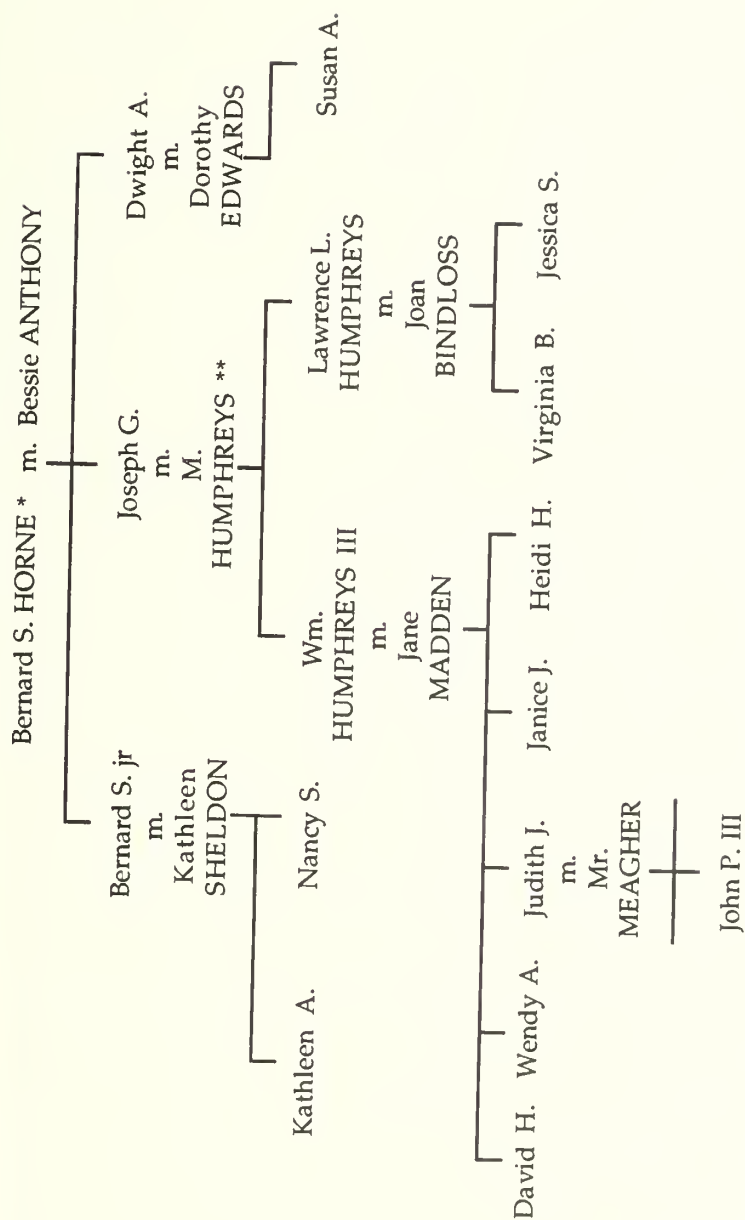 Bernard S. HORNE * m. Bessie ANTHONY
Bernard S. jr
m.
Kathleen
SHELDON
Joseph G.
m.
M.
HUMPHREYS **
Dwight A.
m.
Dorothy
EDWARDS
Kathleen A.
Nancy S.
Wm.
HUMPHREYS III
m.
Jane
MADDEN
Lawrence L.
HUMPHREYS
m.
Joan
BINDLOSS
Susan A.
David H.
Wendy A.
Judith J.
m.
Mr.
MEAGHER
Janice J.
Heidi H.
Virginia B.
Jessica S.
John P. III